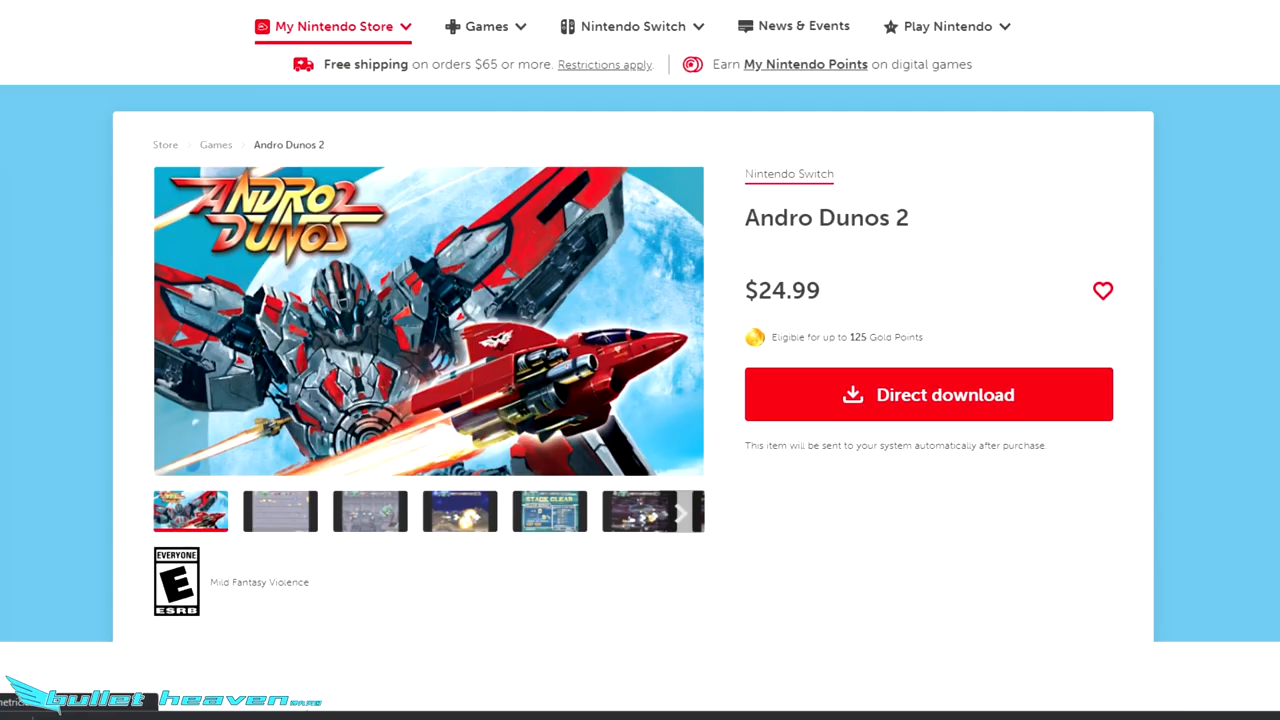 My Nintendo Store
Games
Nintendo Switch
News & Events
Play Nintendo
Free shipping on orders $65 or more. Restrictions apply.
Earn My Nintendo Points on digital games
Store
Games
Andro Dunos 2
ANDRO 2
DUNOS
Nintendo Switch
Andro Dunos 2
$24.99
Eligible for up to 125 Gold Points
Direct download
This item will be sent to your system automatically after purchase.
STAGE CLEAR
EVERYONE
E
ESRB
Mild Fantasy Violence
bullet heaven